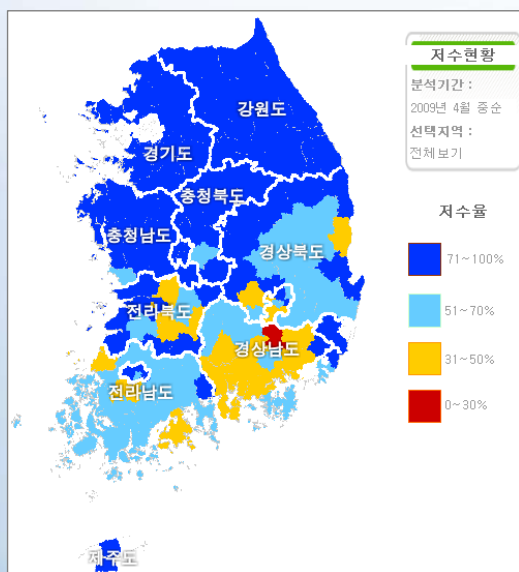 저수현황
분석기간 :
2009년 4월 중순
선택지역 :
전체보기
저수율
71~100%
51~70%
31~50%
0~30%
강원도
경기도
충청북도
충청남도
경상북도
전라북도
경상남도
전라남도
제주도